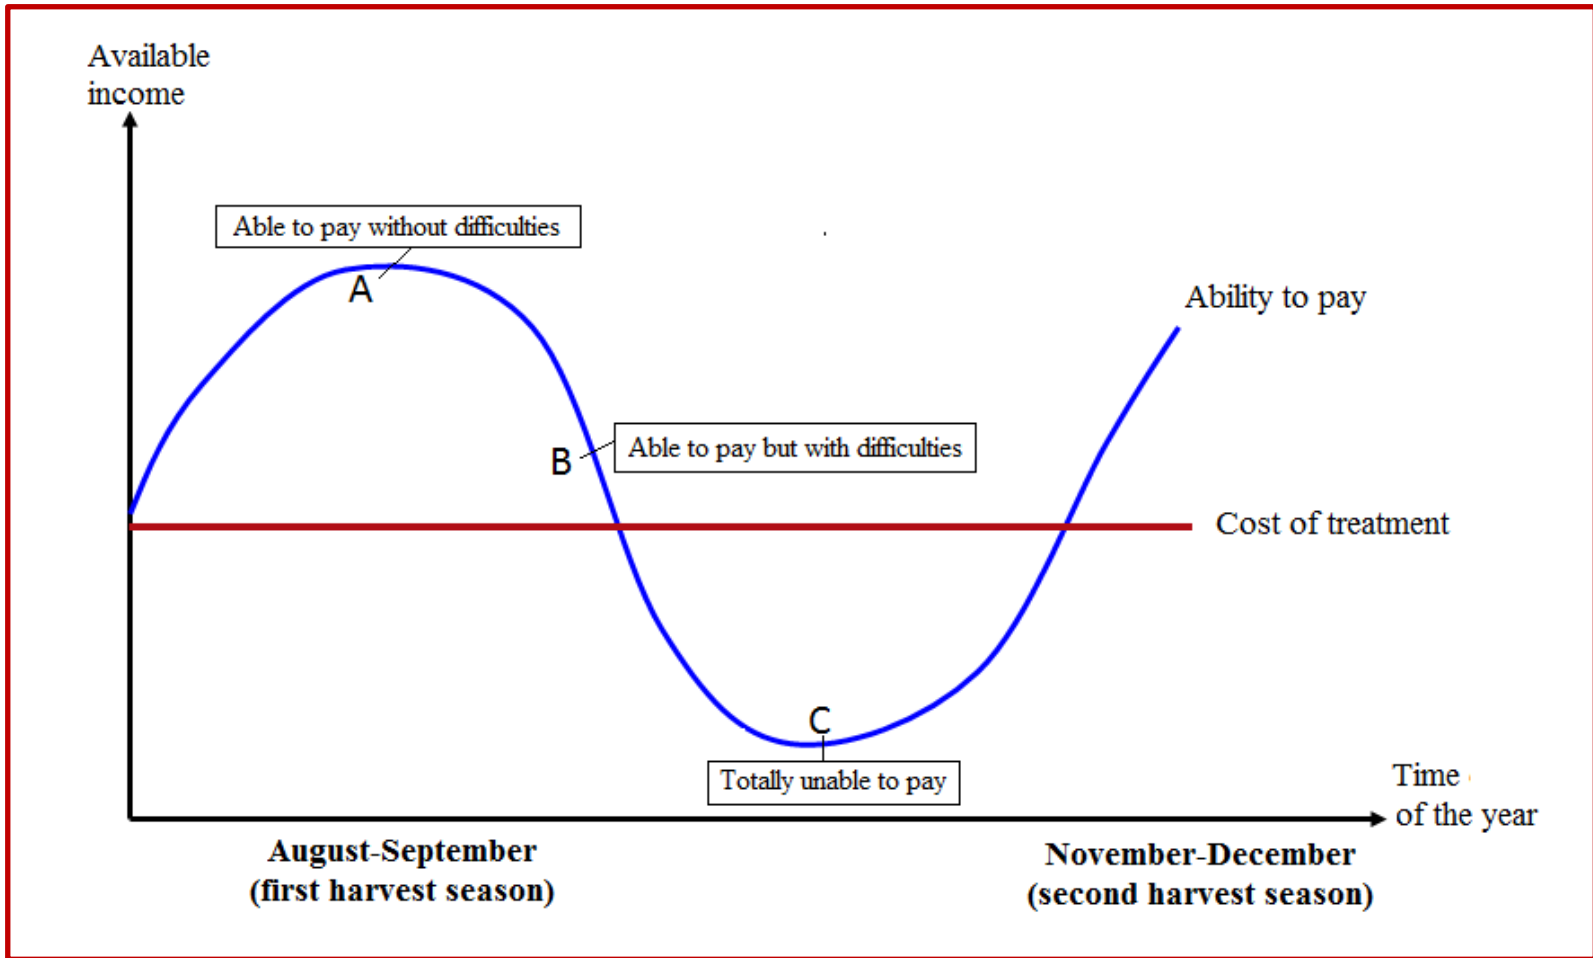 Available
income
Able to pay without difficulties
A
Ability to pay
B
Able to pay but with difficulties
Cost of treatment
C
Totally unable to pay
Time
of the year
August-September
(first harvest season)
November-December
(second harvest season)